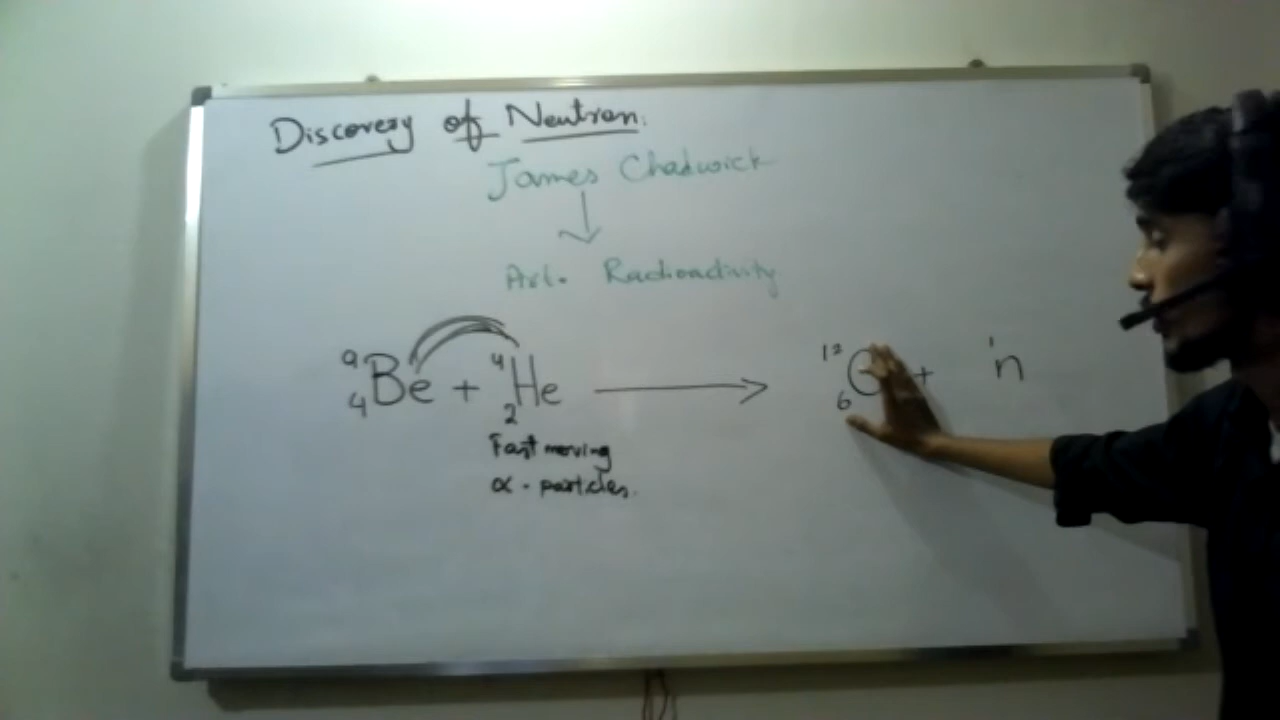 Discovery of Neutron.
James Chadwick
↓
Art. Radioactivity
⁹₄Be + ⁴₂He → ¹²₆C + ¹n
Fast moving
α - particles.